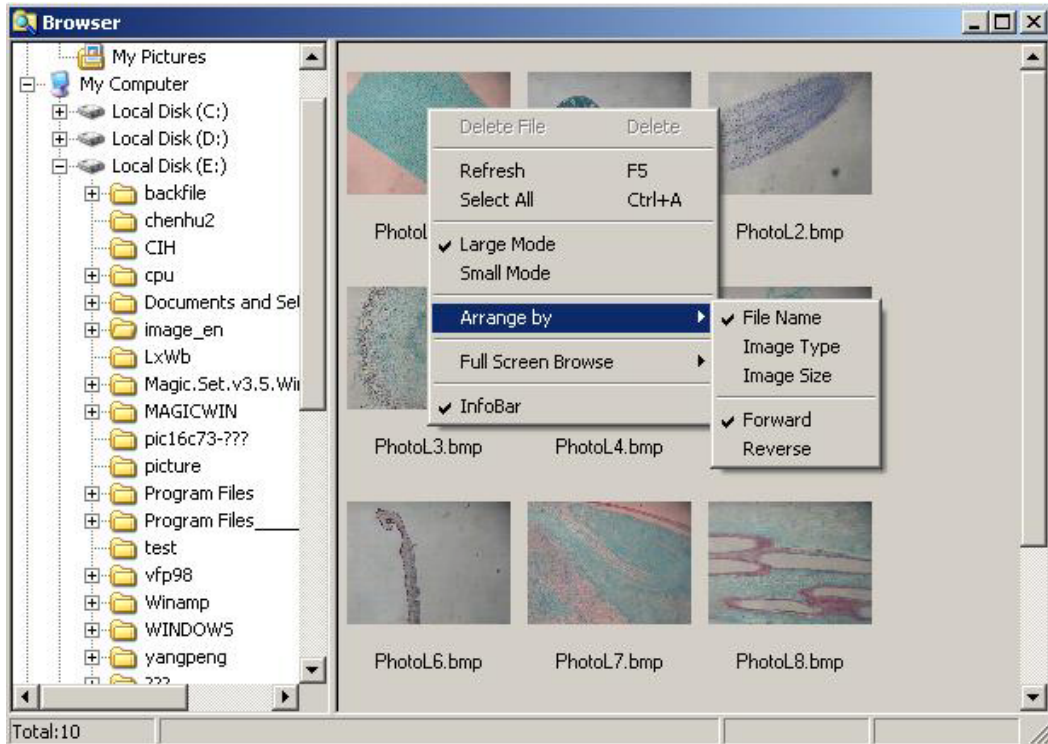 Browser
My Pictures
My Computer
Local Disk (C:)
Local Disk (D:)
Local Disk (E:)
backfile
chenhu2
CIH
cpu
Documents and Set
image_en
LxWb
Magic.Set.v3.5.Wi
MAGICWIN
pic16c73-???
picture
Program Files
Program Files____
test
vfp98
Winamp
WINDOWS
yangpeng
???
Total:10
PhotoL
PhotoL2.bmp
PhotoL3.bmp
PhotoL4.bmp
PhotoL6.bmp
PhotoL7.bmp
PhotoL8.bmp
Delete File Delete
Refresh F5
Select All Ctrl+A
Large Mode
Small Mode
Arrange by
Full Screen Browse
InfoBar
File Name
Image Type
Image Size
Forward
Reverse